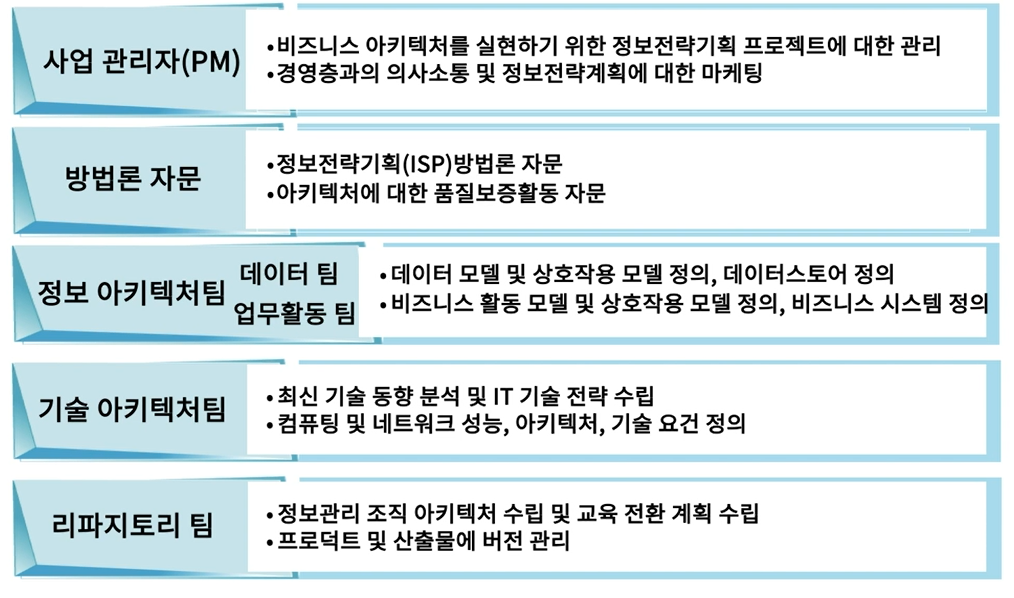 사업 관리자(PM)
•비즈니스 아키텍처를 실현하기 위한 정보전략기획 프로젝트에 대한 관리
•경영층과의 의사소통 및 정보전략계획에 대한 마케팅
방법론 자문
•정보전략기획(ISP)방법론 자문
•아키텍처에 대한 품질보증활동 자문
정보 아키텍처팀
데이터 팀
업무활동 팀
•데이터 모델 및 상호작용 모델 정의, 데이터스토어 정의
•비즈니스 활동 모델 및 상호작용 모델 정의, 비즈니스 시스템 정의
기술 아키텍처팀
•최신 기술 동향 분석 및 IT 기술 전략 수립
•컴퓨팅 및 네트워크 성능, 아키텍처, 기술 요건 정의
리파지토리 팀
•정보관리 조직 아키텍처 수립 및 교육 전환 계획 수립
•프로덕트 및 산출물에 버전 관리